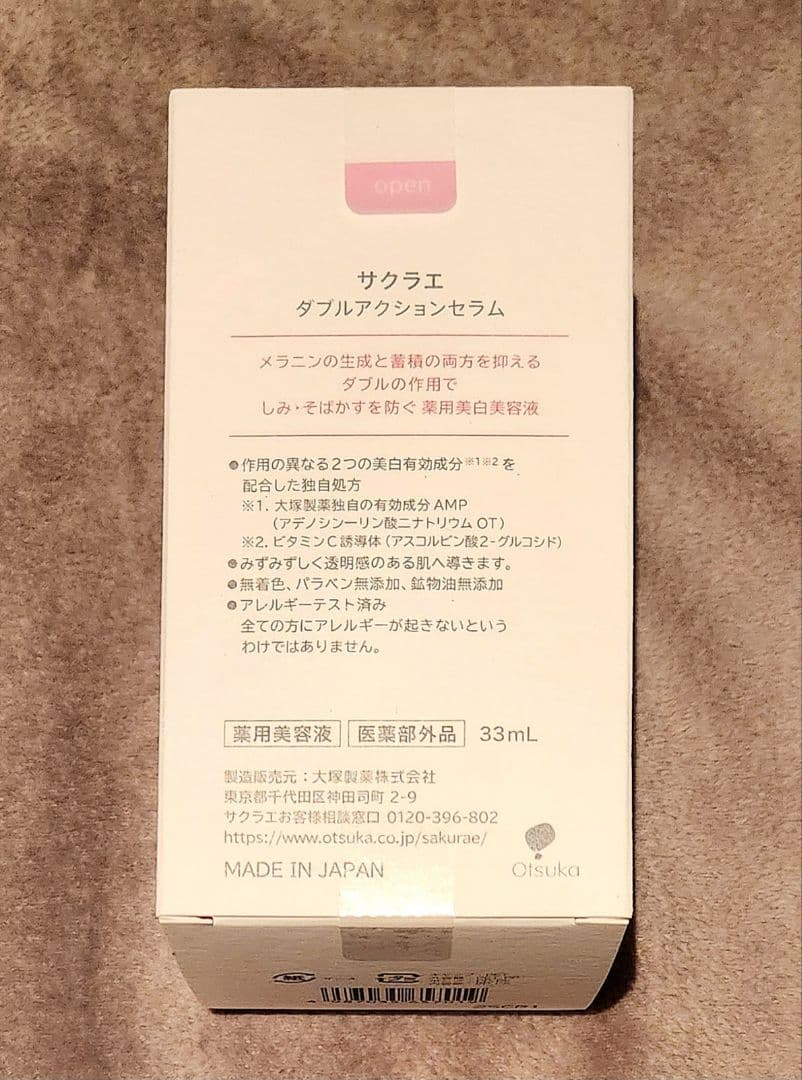 open
サクラエ
ダブルアクションセラム
メラニンの生成と蓄積の両方を抑える
ダブルの作用で
しみ・そばかすを防ぐ 薬用美白美容液
●作用の異なる2つの美白有効成分※1※2を
配合した独自処方
※1. 大塚製薬独自の有効成分AMP
(アデノシン一リン酸二ナトリウム OT)
※2. ビタミンC誘導体(アスコルビン酸2-グルコシド)
●みずみずしく透明感のある肌へ導きます。
●無着色、パラベン無添加、鉱物油無添加
●アレルギーテスト済み
全ての方にアレルギーが起きないという
わけではありません。
薬用美容液 医薬部外品 33mL
製造販売元:大塚製薬株式会社
東京都千代田区神田司町 2-9
サクラエお客様相談窓口 0120-396-802
https://www.otsuka.co.jp/sakurae/
MADE IN JAPAN
Otsuka
紙
プラ